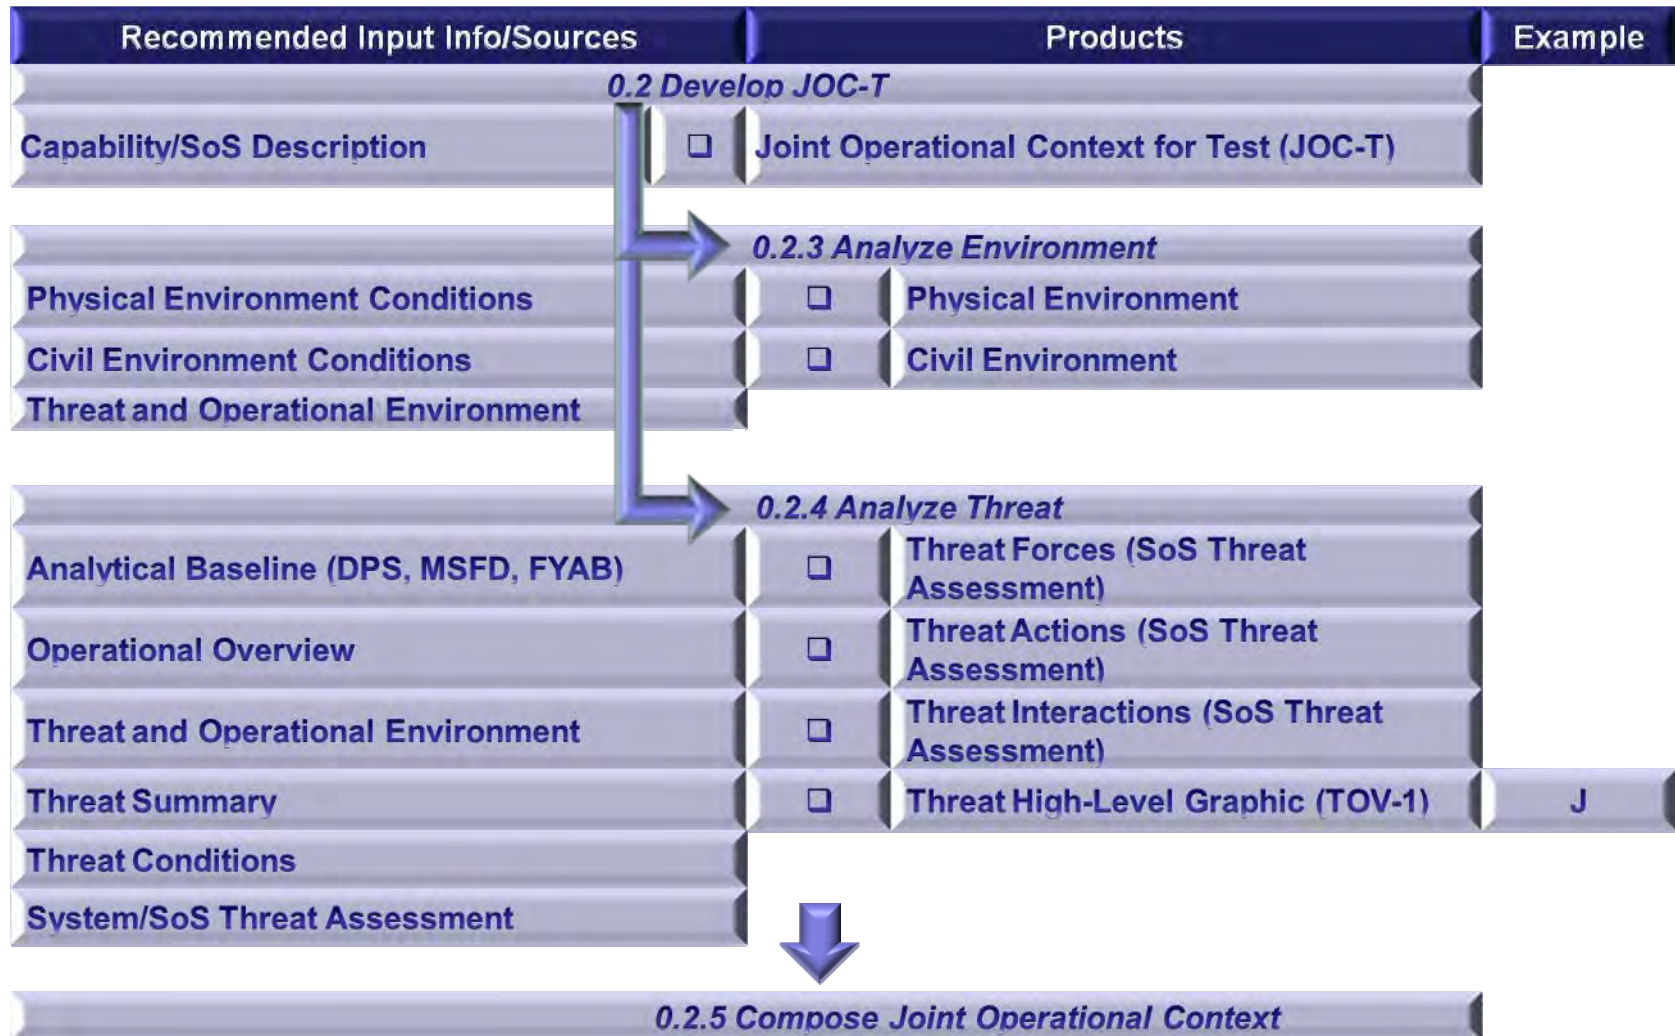 Recommended Input Info/Sources Products Example
0.2 Develop JOC-T
Capability/SoS Description ❑ Joint Operational Context for Test (JOC-T)
0.2.3 Analyze Environment
Physical Environment Conditions ❑ Physical Environment
Civil Environment Conditions ❑ Civil Environment
Threat and Operational Environment
0.2.4 Analyze Threat
Analytical Baseline (DPS, MSFD, FYAB) ❑ Threat Forces (SoS Threat
Assessment)
Operational Overview ❑ Threat Actions (SoS Threat
Assessment)
Threat and Operational Environment ❑ Threat Interactions (SoS Threat
Assessment)
Threat Summary ❑ Threat High-Level Graphic (TOV-1) J
Threat Conditions
System/SoS Threat Assessment
0.2.5 Compose Joint Operational Context